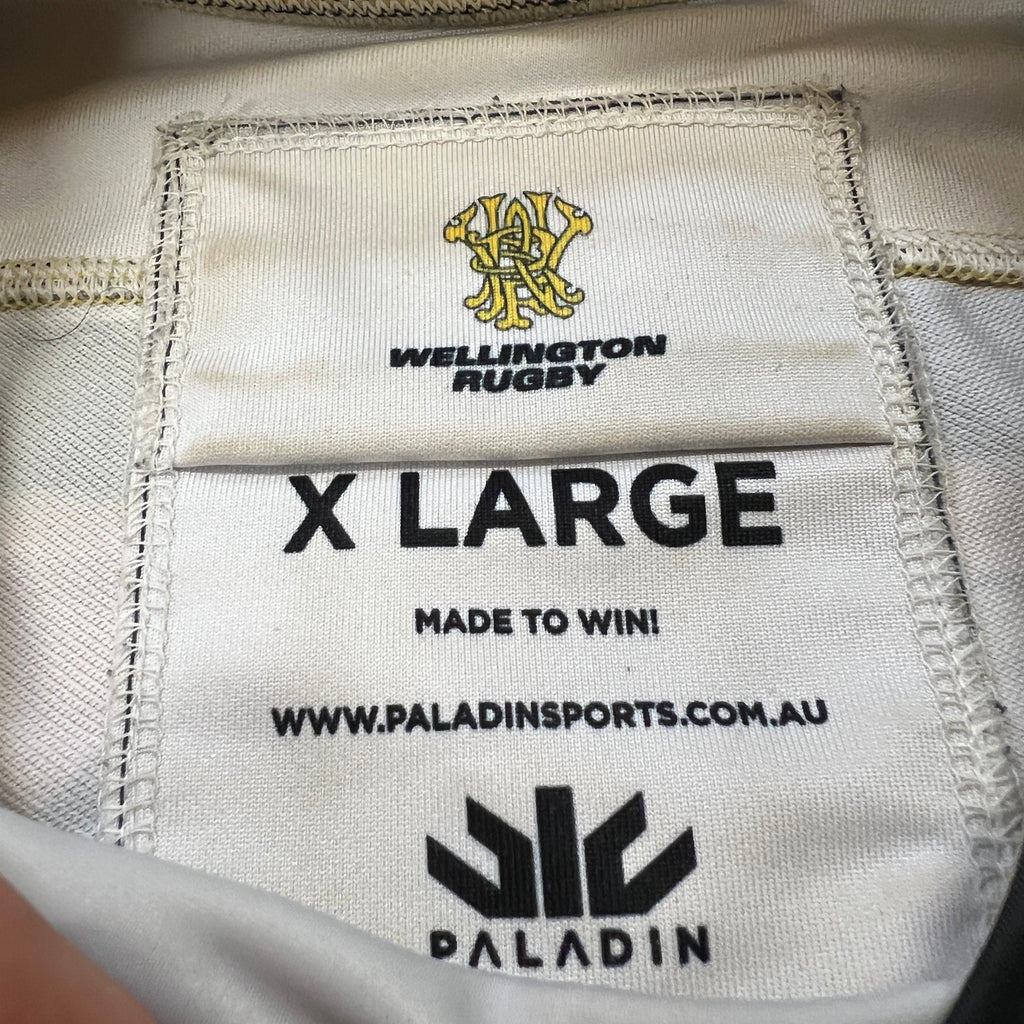 WELLINGTON
RUGBY
X LARGE
MADE TO WIN!
WWW.PALADINSPORTS.COM.AU
PALADIN